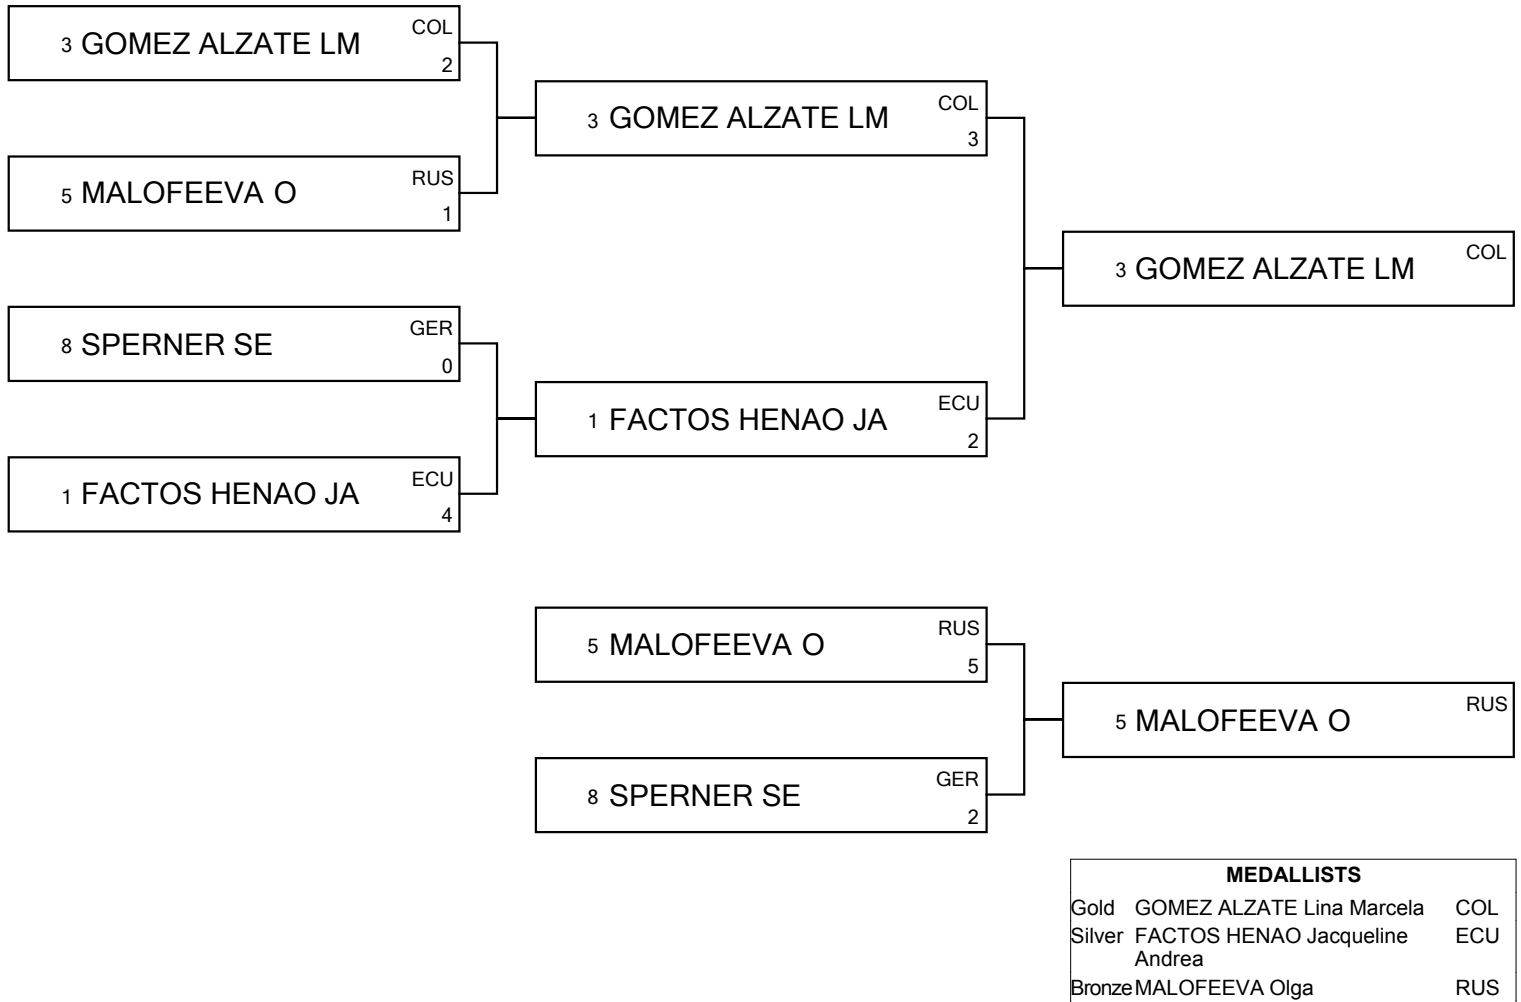 3 GOMEZ ALZATE LM COL
2
5 MALOFEEVA O RUS
1
8 SPERNER SE GER
0
1 FACTOS HENAO JA ECU
4
3 GOMEZ ALZATE LM COL
3
1 FACTOS HENAO JA ECU
2
3 GOMEZ ALZATE LM COL
5 MALOFEEVA O RUS
5
8 SPERNER SE GER
2
5 MALOFEEVA O RUS
MEDALLISTS
Gold GOMEZ ALZATE Lina Marcela COL
Silver FACTOS HENAO Jacqueline ECU
Andrea
Bronze MALOFEEVA Olga RUS